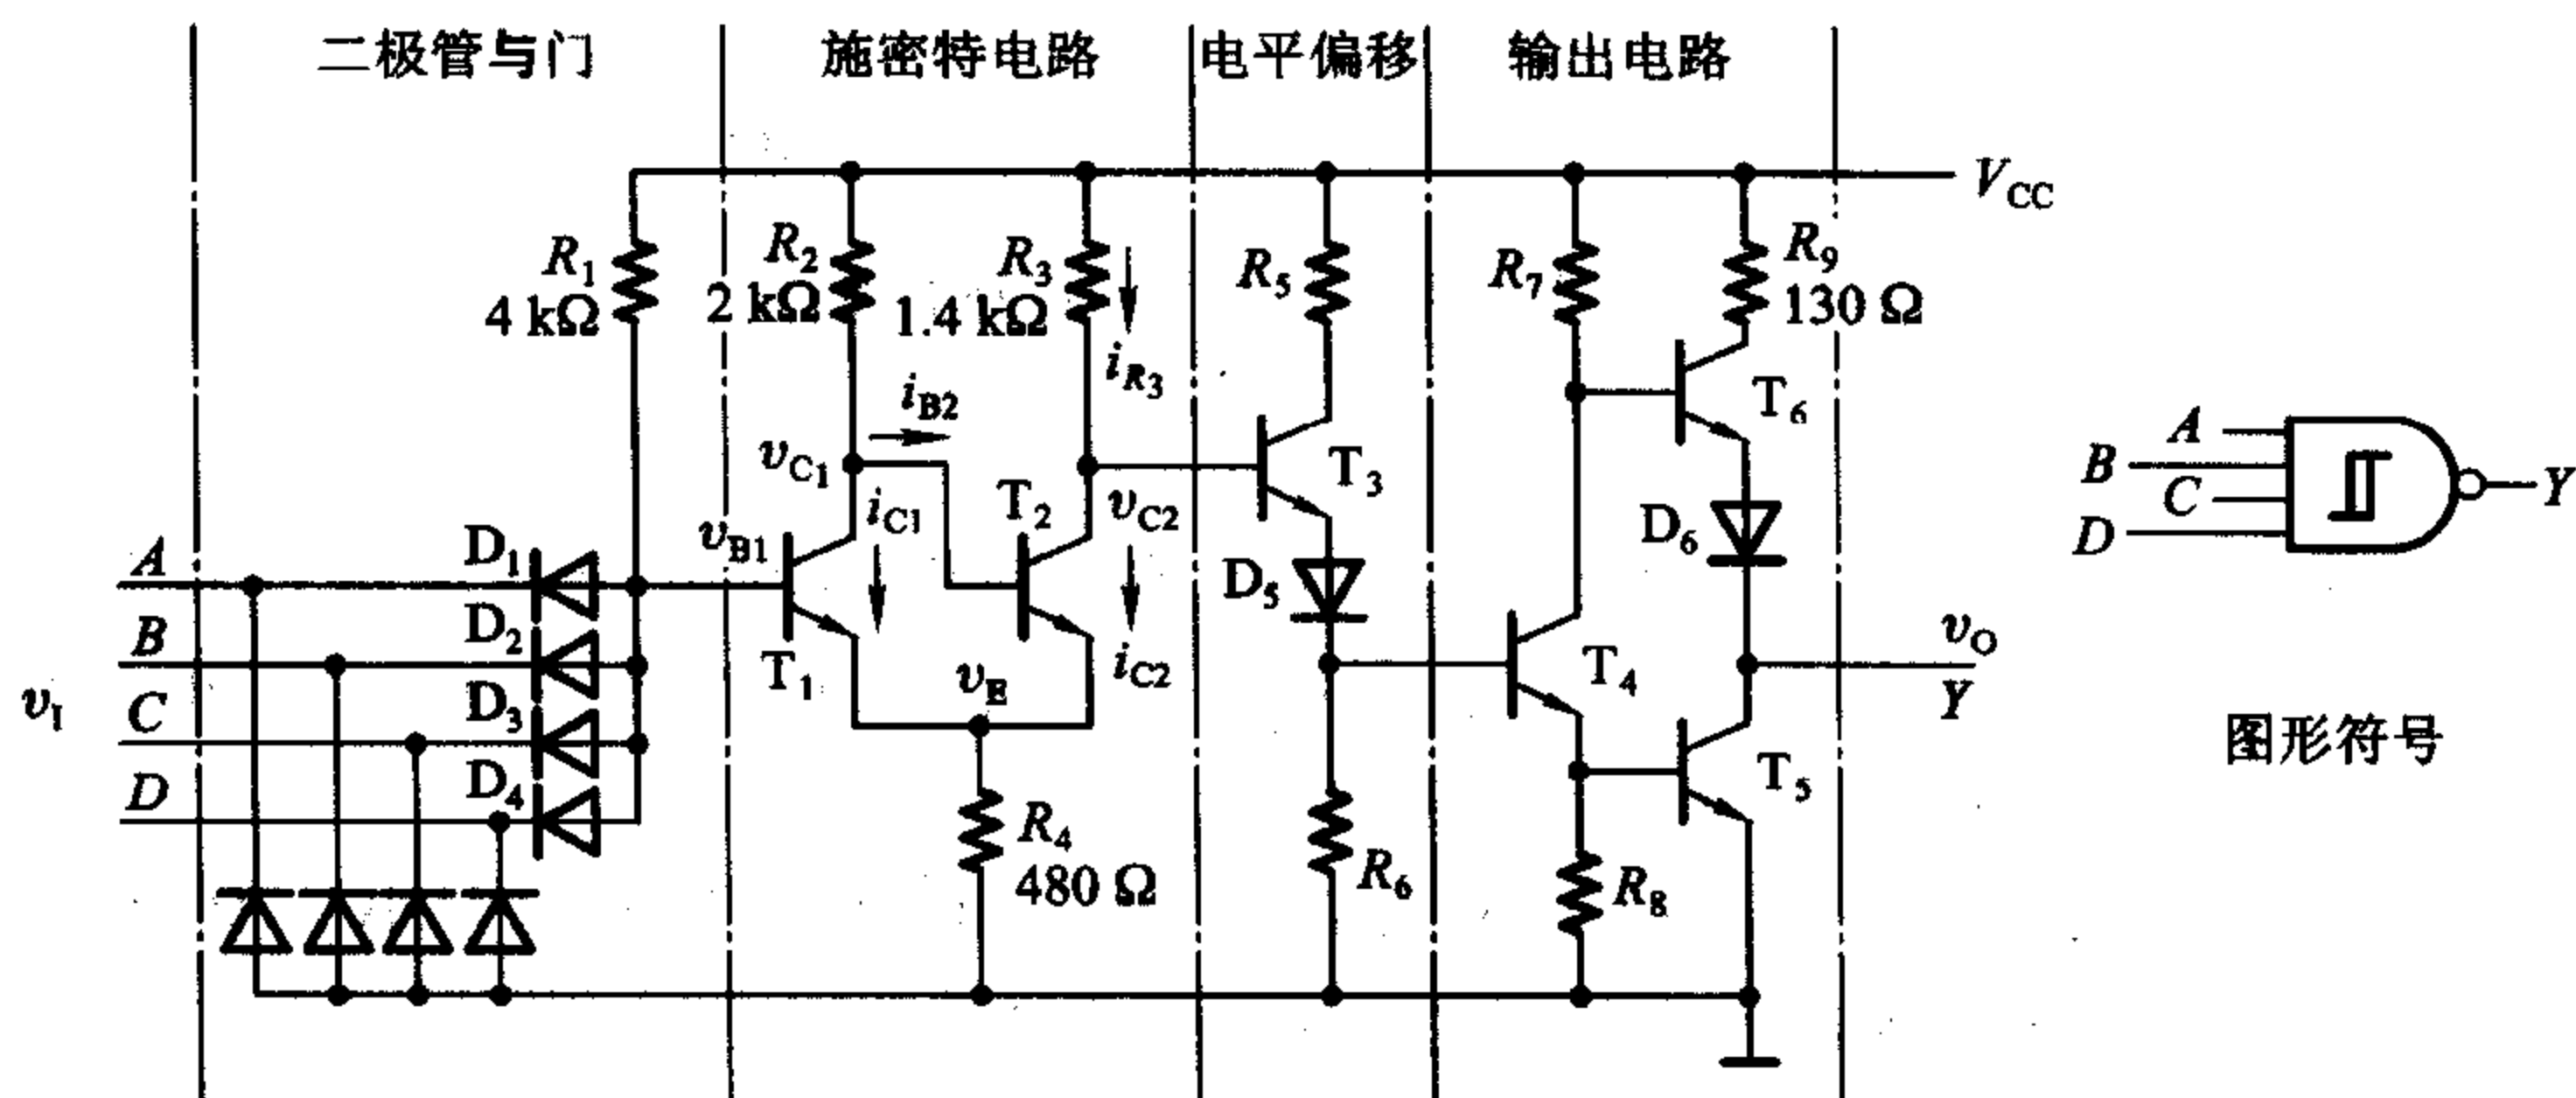 二极管与门
施密特电路
电平偏移
输出电路
V_CC
R_1
4 kΩ
R_2
2 kΩ
R_3
1.4 kΩ
i_R3
R_5
R_7
R_9
130 Ω
i_B2
v_C1
i_C1
T_2
v_C2
T_3
T_6
D_6
v_B1
T_1
v_E
i_C2
D_5
T_4
T_5
v_O
Y
v_I
A
B
C
D
D_1
D_2
D_3
D_4
R_4
480 Ω
R_6
R_8
A
B
C
D
Y
图形符号